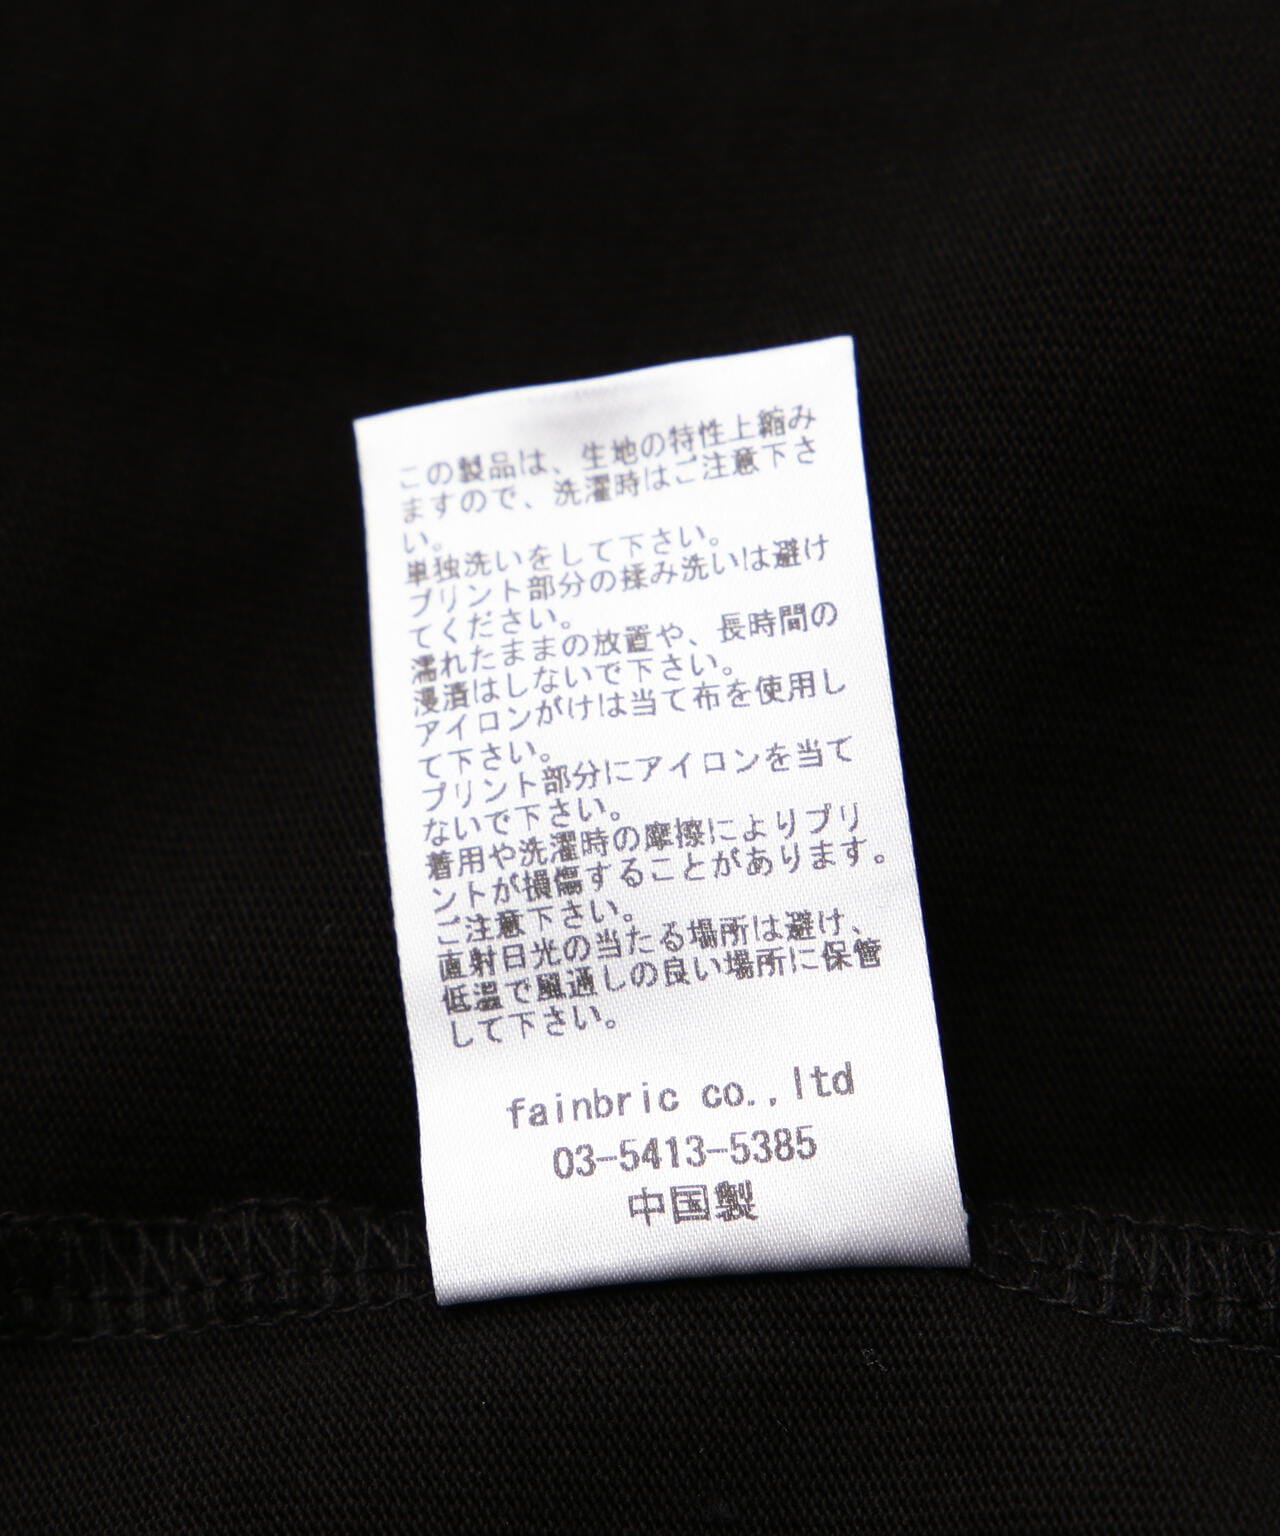 この製品は、生地の特性上縮み
ますので、洗濯時はご注意下さ
い。
単独洗いをして下さい。
プリント部分の揉み洗いは避け
てください。
濡れたままの放置や、長時間の
浸漬はしないで下さい。
アイロンがけは当て布を使用し
て下さい。
プリント部分にアイロンを当て
ないで下さい。
着用や洗濯時の摩擦によりプリ
ントが損傷することがあります。
ご注意下さい。
直射日光の当たる場所は避け、
低温で風通しの良い場所に保管
して下さい。
fainbric co.,ltd
03-5413-5385
中国製